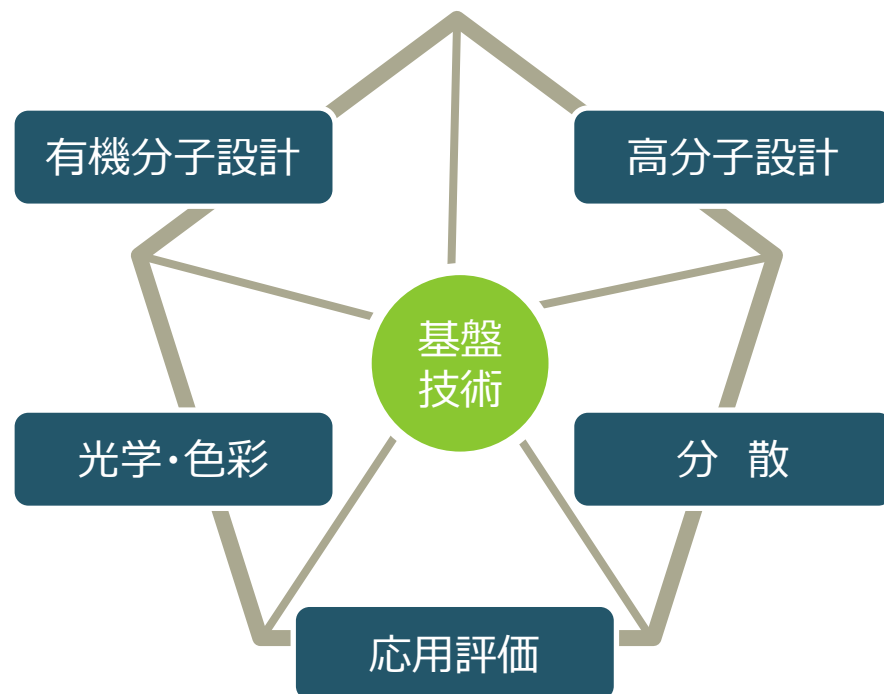 有機分子設計
高分子設計
基盤
技術
光学・色彩
分 散
応用評価